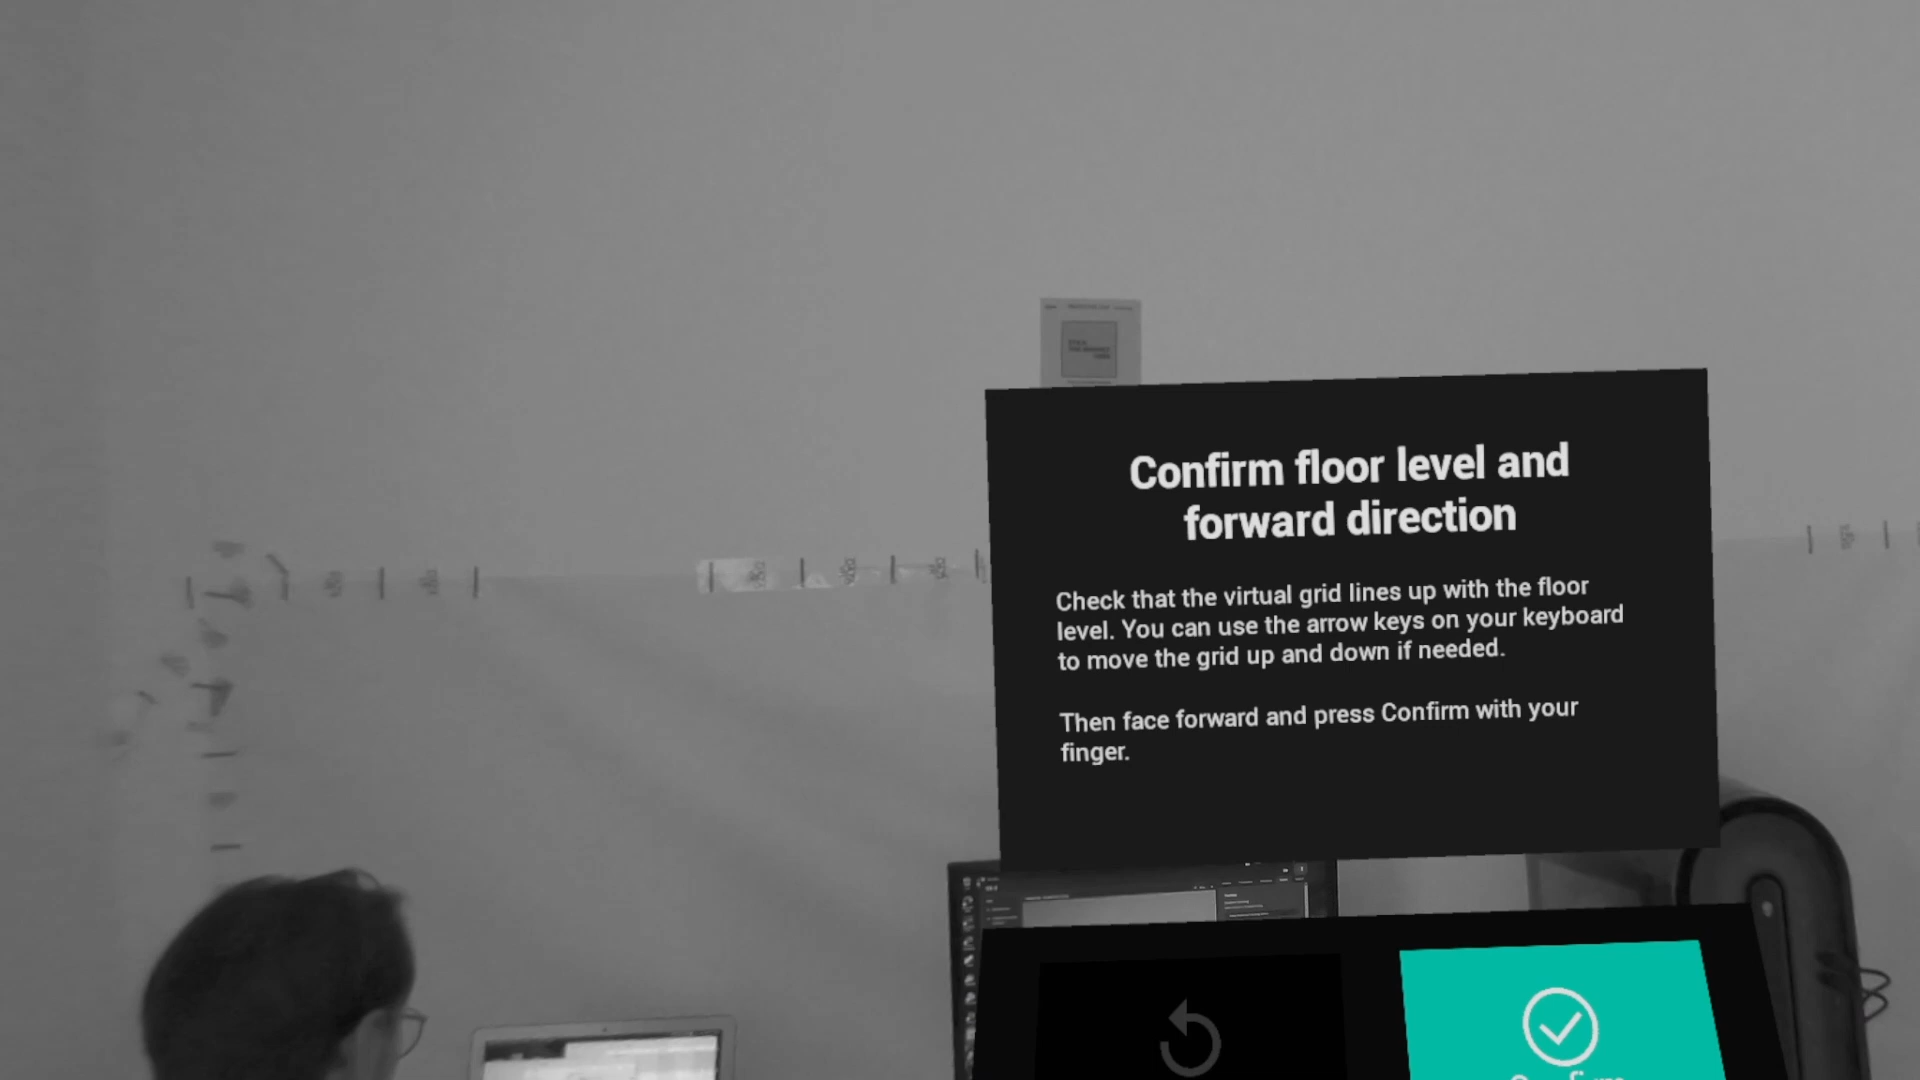 Confirm floor level and
forward direction
Check that the virtual grid lines up with the floor
level. You can use the arrow keys on your keyboard
to move the grid up and down if needed.
Then face forward and press Confirm with your
finger.